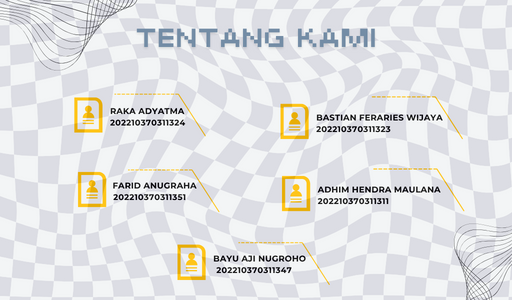 TENTANG KAMI
RAKA ADYATMA
202210370311324
BASTIAN FERARIES WIJAYA
202210370311323
FARID ANUGRAHA
202210370311351
ADHIM HENDRA MAULANA
202210370311311
BAYU AJI NUGROHO
202210370311347